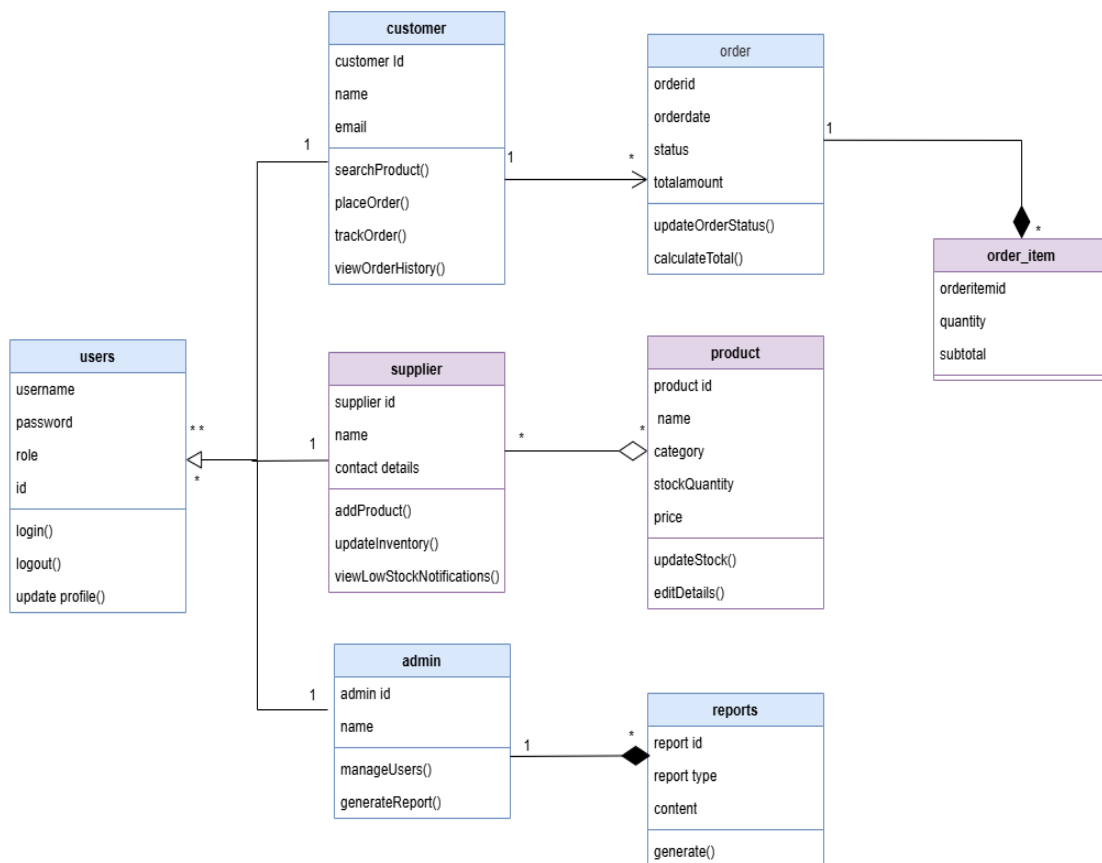 customer
customer Id
name
email
searchProduct()
placeOrder()
trackOrder()
viewOrderHistory()
1
1
*
order
orderid
orderdate
status
totalamount
updateOrderStatus()
calculateTotal()
1
*
order_item
orderitemid
quantity
subtotal
users
username
password
role
id
login()
logout()
update profile()
* *
*
1
supplier
supplier id
name
contact details
addProduct()
updateInventory()
viewLowStockNotifications()
*
*
product
product id
name
category
stockQuantity
price
updateStock()
editDetails()
1
admin
admin id
name
manageUsers()
generateReport()
1
*
reports
report id
report type
content
generate()